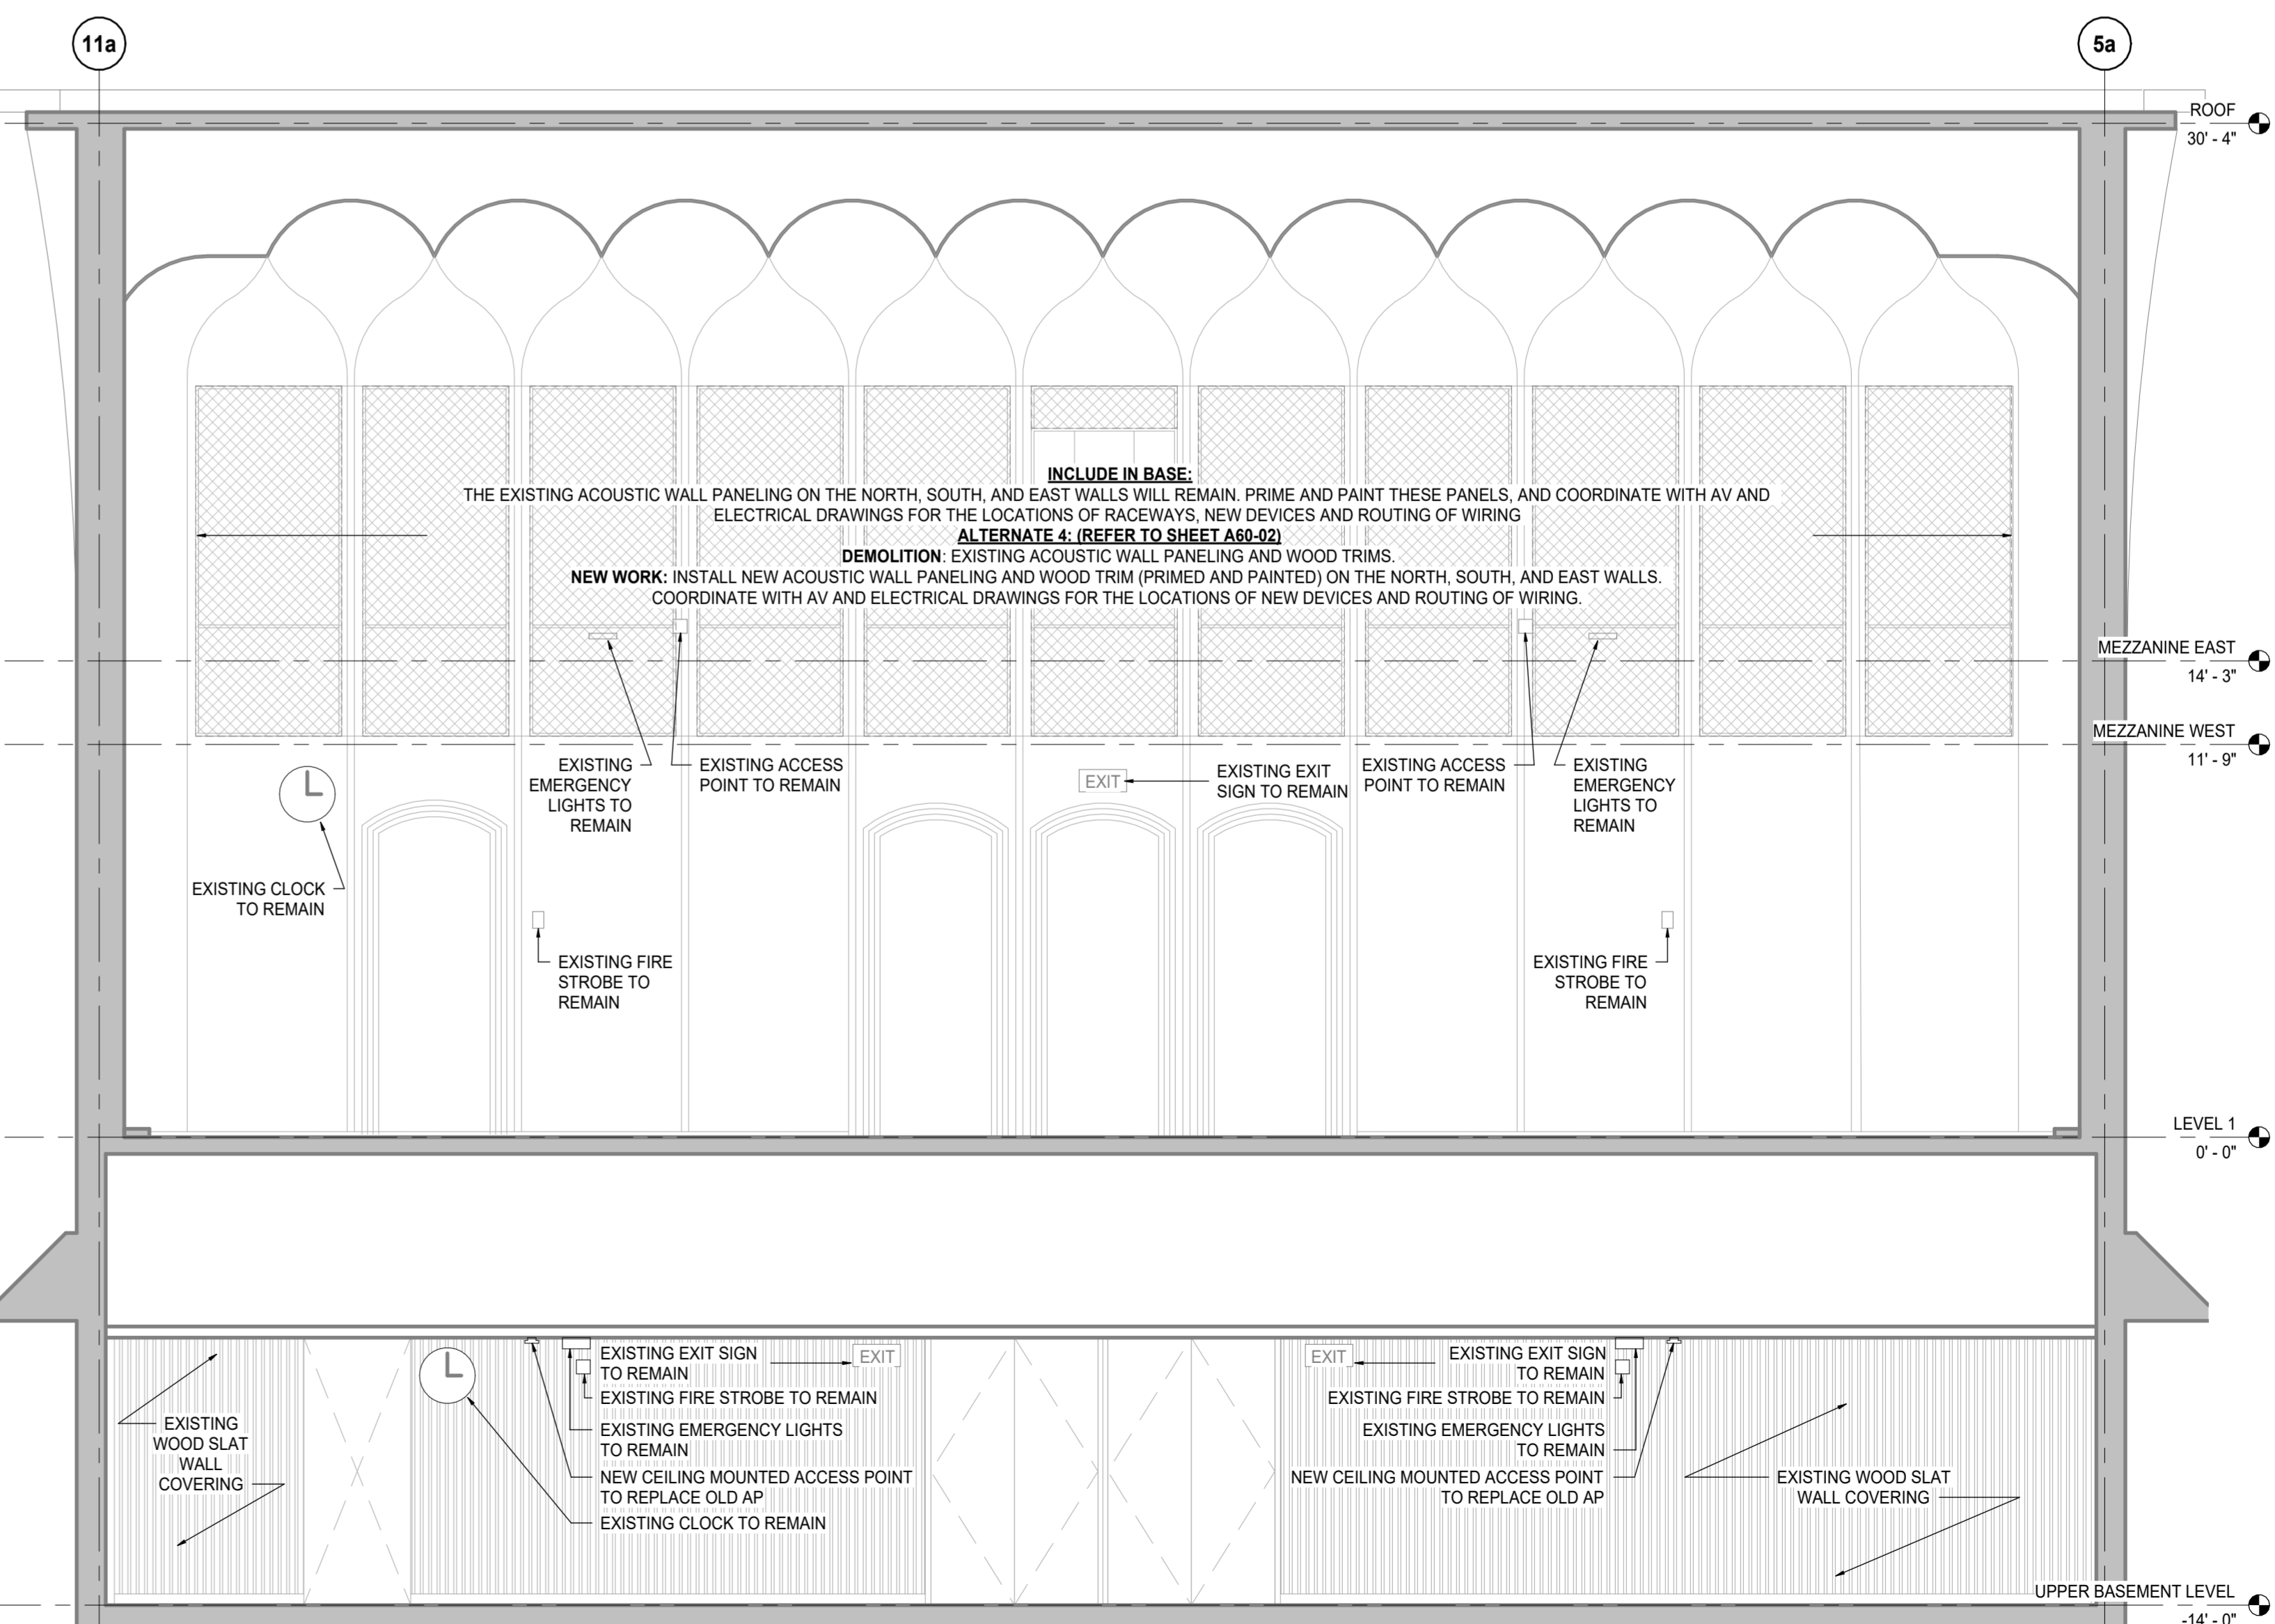 11a
5a
ROOF
30' - 4"
INCLUDE IN BASE:
THE EXISTING ACOUSTIC WALL PANELING ON THE NORTH, SOUTH, AND EAST WALLS WILL REMAIN. PRIME AND PAINT THESE PANELS, AND COORDINATE WITH AV AND
ELECTRICAL DRAWINGS FOR THE LOCATIONS OF RACEWAYS, NEW DEVICES AND ROUTING OF WIRING
ALTERNATE 4: (REFER TO SHEET A60-02)
DEMOLITION: EXISTING ACOUSTIC WALL PANELING AND WOOD TRIMS.
NEW WORK: INSTALL NEW ACOUSTIC WALL PANELING AND WOOD TRIM (PRIMED AND PAINTED) ON THE NORTH, SOUTH, AND EAST WALLS.
COORDINATE WITH AV AND ELECTRICAL DRAWINGS FOR THE LOCATIONS OF NEW DEVICES AND ROUTING OF WIRING.
MEZZANINE EAST
14' - 3"
MEZZANINE WEST
11' - 9"
EXISTING
EMERGENCY
LIGHTS TO
REMAIN
EXISTING ACCESS
POINT TO REMAIN
EXIT
EXISTING EXIT
SIGN TO REMAIN
EXISTING ACCESS
POINT TO REMAIN
EXISTING
EMERGENCY
LIGHTS TO
REMAIN
EXISTING CLOCK
TO REMAIN
EXISTING FIRE
STROBE TO
REMAIN
EXISTING FIRE
STROBE TO
REMAIN
LEVEL 1
0' - 0"
EXISTING
WOOD SLAT
WALL
COVERING
EXISTING EXIT SIGN
TO REMAIN
EXIT
EXISTING FIRE STROBE TO REMAIN
EXISTING EMERGENCY LIGHTS
TO REMAIN
NEW CEILING MOUNTED ACCESS POINT
TO REPLACE OLD AP
EXISTING CLOCK TO REMAIN
EXIT
EXISTING EXIT SIGN
TO REMAIN
EXISTING FIRE STROBE TO REMAIN
EXISTING EMERGENCY LIGHTS
TO REMAIN
NEW CEILING MOUNTED ACCESS POINT
TO REPLACE OLD AP
EXISTING WOOD SLAT
WALL COVERING
UPPER BASEMENT LEVEL
-14' - 0"